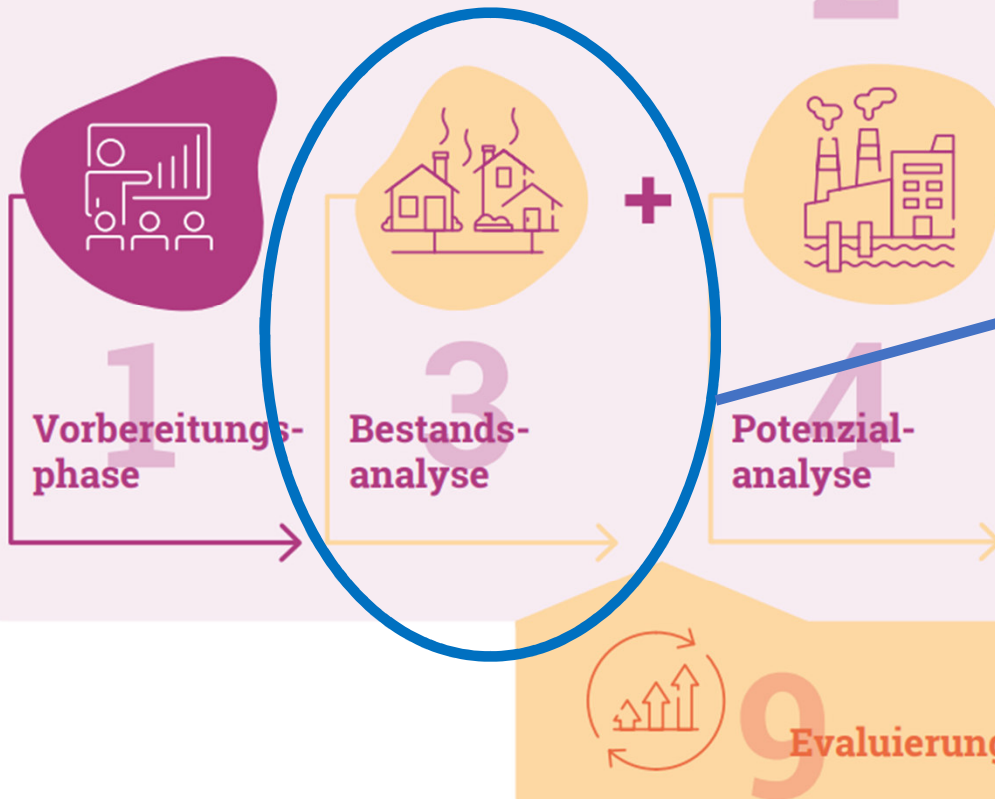 1
Vorbereitungs-
phase
3
Bestands-
analyse
+
4
Potenzial-
analyse
9
Evaluierung